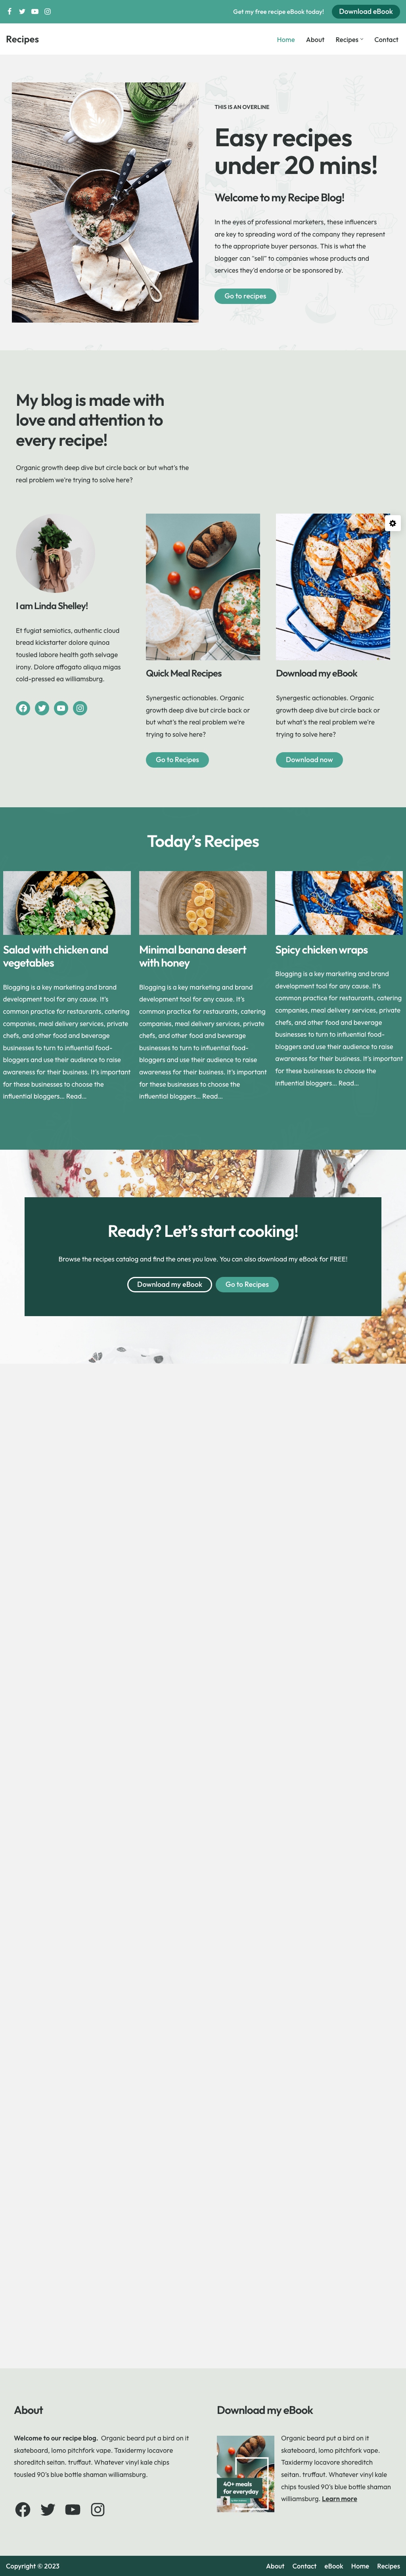 Get my free recipe eBook today!
Download eBook
Recipes
Home
About
Recipes
Contact
THIS IS AN OVERLINE
Easy recipes
under 20 mins!
Welcome to my Recipe Blog!
In the eyes of professional marketers, these influencers
are key to spreading word of the company they represent
to the appropriate buyer personas. This is what the
blogger can "sell" to companies whose products and
services they'd endorse or be sponsored by.
Go to recipes
My blog is made with
love and attention to
every recipe!
Organic growth deep dive but circle back or but what's the
real problem we're trying to solve here?
I am Linda Shelley!
Et fugiat semiotics, authentic cloud
bread kickstarter dolore quinoa
tousled labore health goth selvage
irony. Dolore affogato aliqua migas
cold-pressed ea williamsburg.
Quick Meal Recipes
Synergestic actionables. Organic
growth deep dive but circle back or
but what's the real problem we're
trying to solve here?
Go to Recipes
Download my eBook
Synergestic actionables. Organic
growth deep dive but circle back or
but what's the real problem we're
trying to solve here?
Download now
Today's Recipes
Salad with chicken and
vegetables
Blogging is a key marketing and brand
development tool for any cause. It's
common practice for restaurants, catering
companies, meal delivery services, private
chefs, and other food and beverage
businesses to turn to influential food-
bloggers and use their audience to raise
awareness for their business. It's important
for these businesses to choose the
influential bloggers… Read…
Minimal banana desert
with honey
Blogging is a key marketing and brand
development tool for any cause. It's
common practice for restaurants, catering
companies, meal delivery services, private
chefs, and other food and beverage
businesses to turn to influential food-
bloggers and use their audience to raise
awareness for their business. It's important
for these businesses to choose the
influential bloggers… Read…
Spicy chicken wraps
Blogging is a key marketing and brand
development tool for any cause. It's
common practice for restaurants, catering
companies, meal delivery services, private
chefs, and other food and beverage
businesses to turn to influential food-
bloggers and use their audience to raise
awareness for their business. It's important
for these businesses to choose the
influential bloggers… Read…
Ready? Let's start cooking!
Browse the recipes catalog and find the ones you love. You can also download my eBook for FREE!
Download my eBook
Go to Recipes
About
Welcome to our recipe blog. Organic beard put a bird on it
skateboard, lomo pitchfork vape. Taxidermy locavore
shoreditch seitan. truffaut. Whatever vinyl kale chips
tousled 90's blue bottle shaman williamsburg.
Download my eBook
40+ meals
for everyday
Organic beard put a bird on it
skateboard, lomo pitchfork vape.
Taxidermy locavore shoreditch
seitan. truffaut. Whatever vinyl kale
chips tousled 90's blue bottle shaman
williamsburg. Learn more
Copyright © 2023
About
Contact
eBook
Home
Recipes